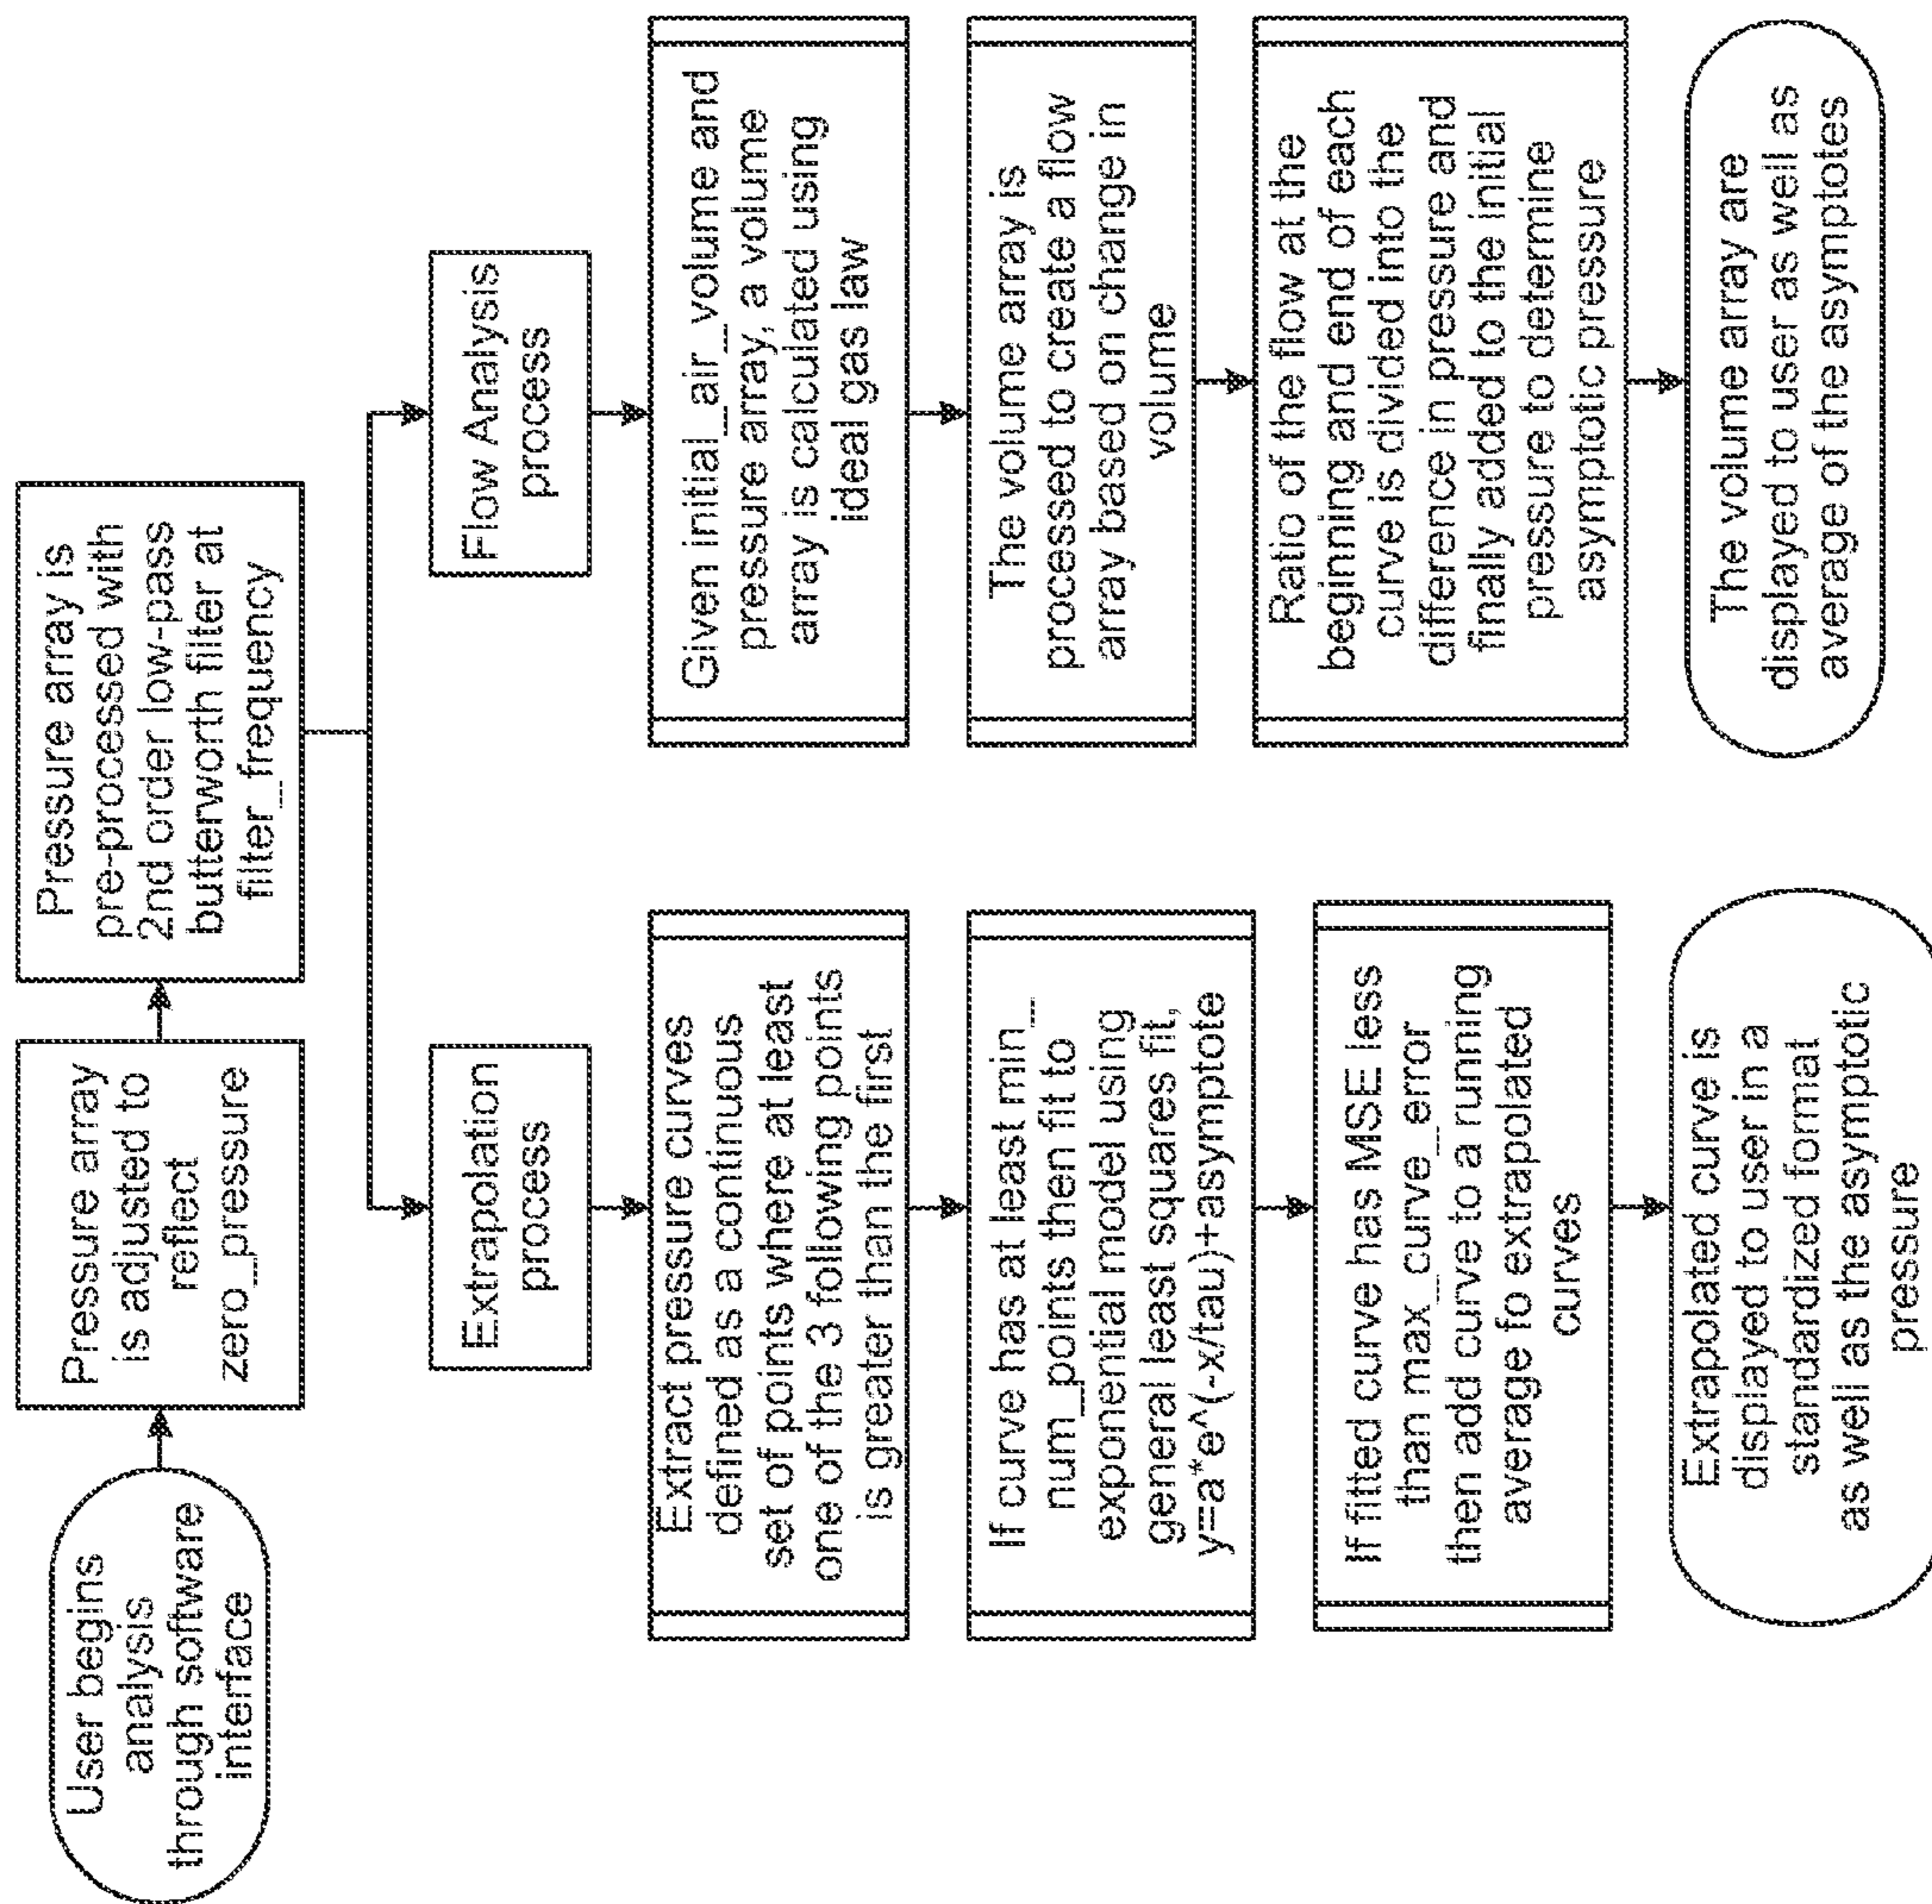 User begins
analysis
through software
interface
Pressure array
is adjusted to
reflect
zero_pressure
Pressure array is
pre-processed with
2nd order low-pass
butterworth filter at
filter_frequency
Extrapolation
process
Extract pressure curves
defined as a continuous
set of points where at least
one of the 3 following points
is greater than the first
If curve has at least min_
num_points then fit to
exponential model using
general least squares fit,
y=a*e^(-x/tau)+asymptote
If fitted curve has MSE less
than max_curve_error
then add curve to a running
average fo extrapolated
curves
Extrapolated curve is
displayed to user in a
standardized format
as well as the asymptotic
pressure
Flow Analysis
process
Given initial_air_volume and
pressure array, a volume
array is calculated using
ideal gas law
The volume array is
processed to create a flow
array based on change in
volume
Ratio of the flow at the
beginning and end of each
curve is divided into the
difference in pressure and
finally added to the initial
pressure to determine
asymptotic pressure
The volume array are
displayed to user as well as
average of the asymptotes